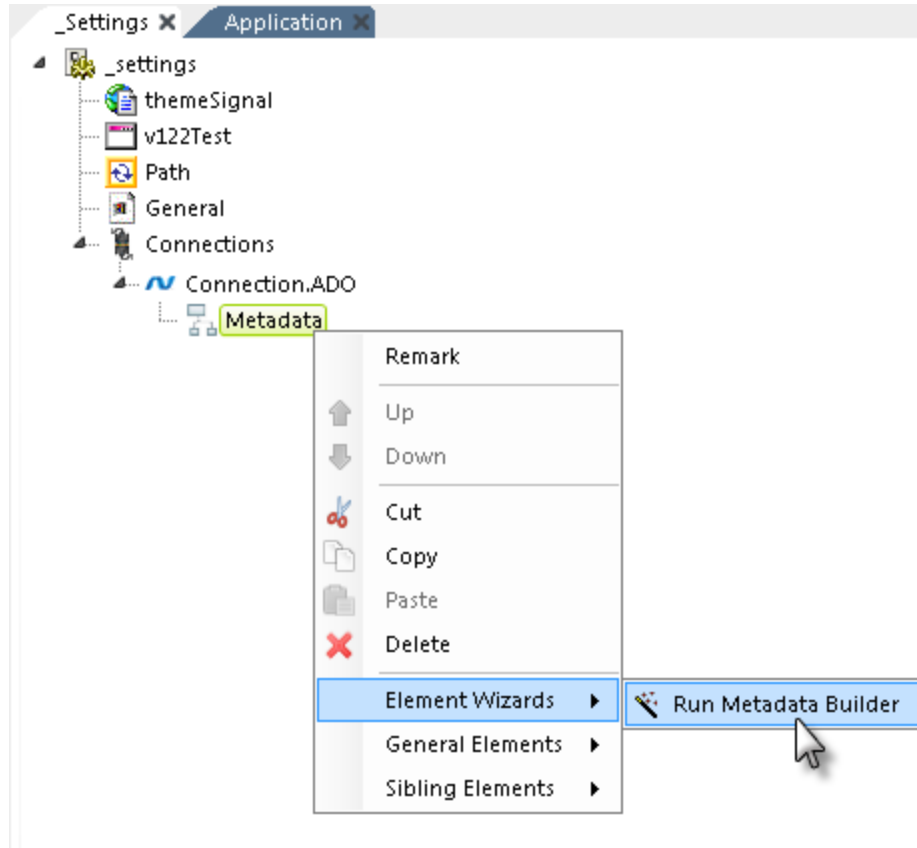 _Settings Application
_settings
themeSignal
v122Test
Path
General
Connections
Connection.ADO
Metadata
Remark
Up
Down
Cut
Copy
Paste
Delete
Element Wizards Run Metadata Builder
General Elements
Sibling Elements